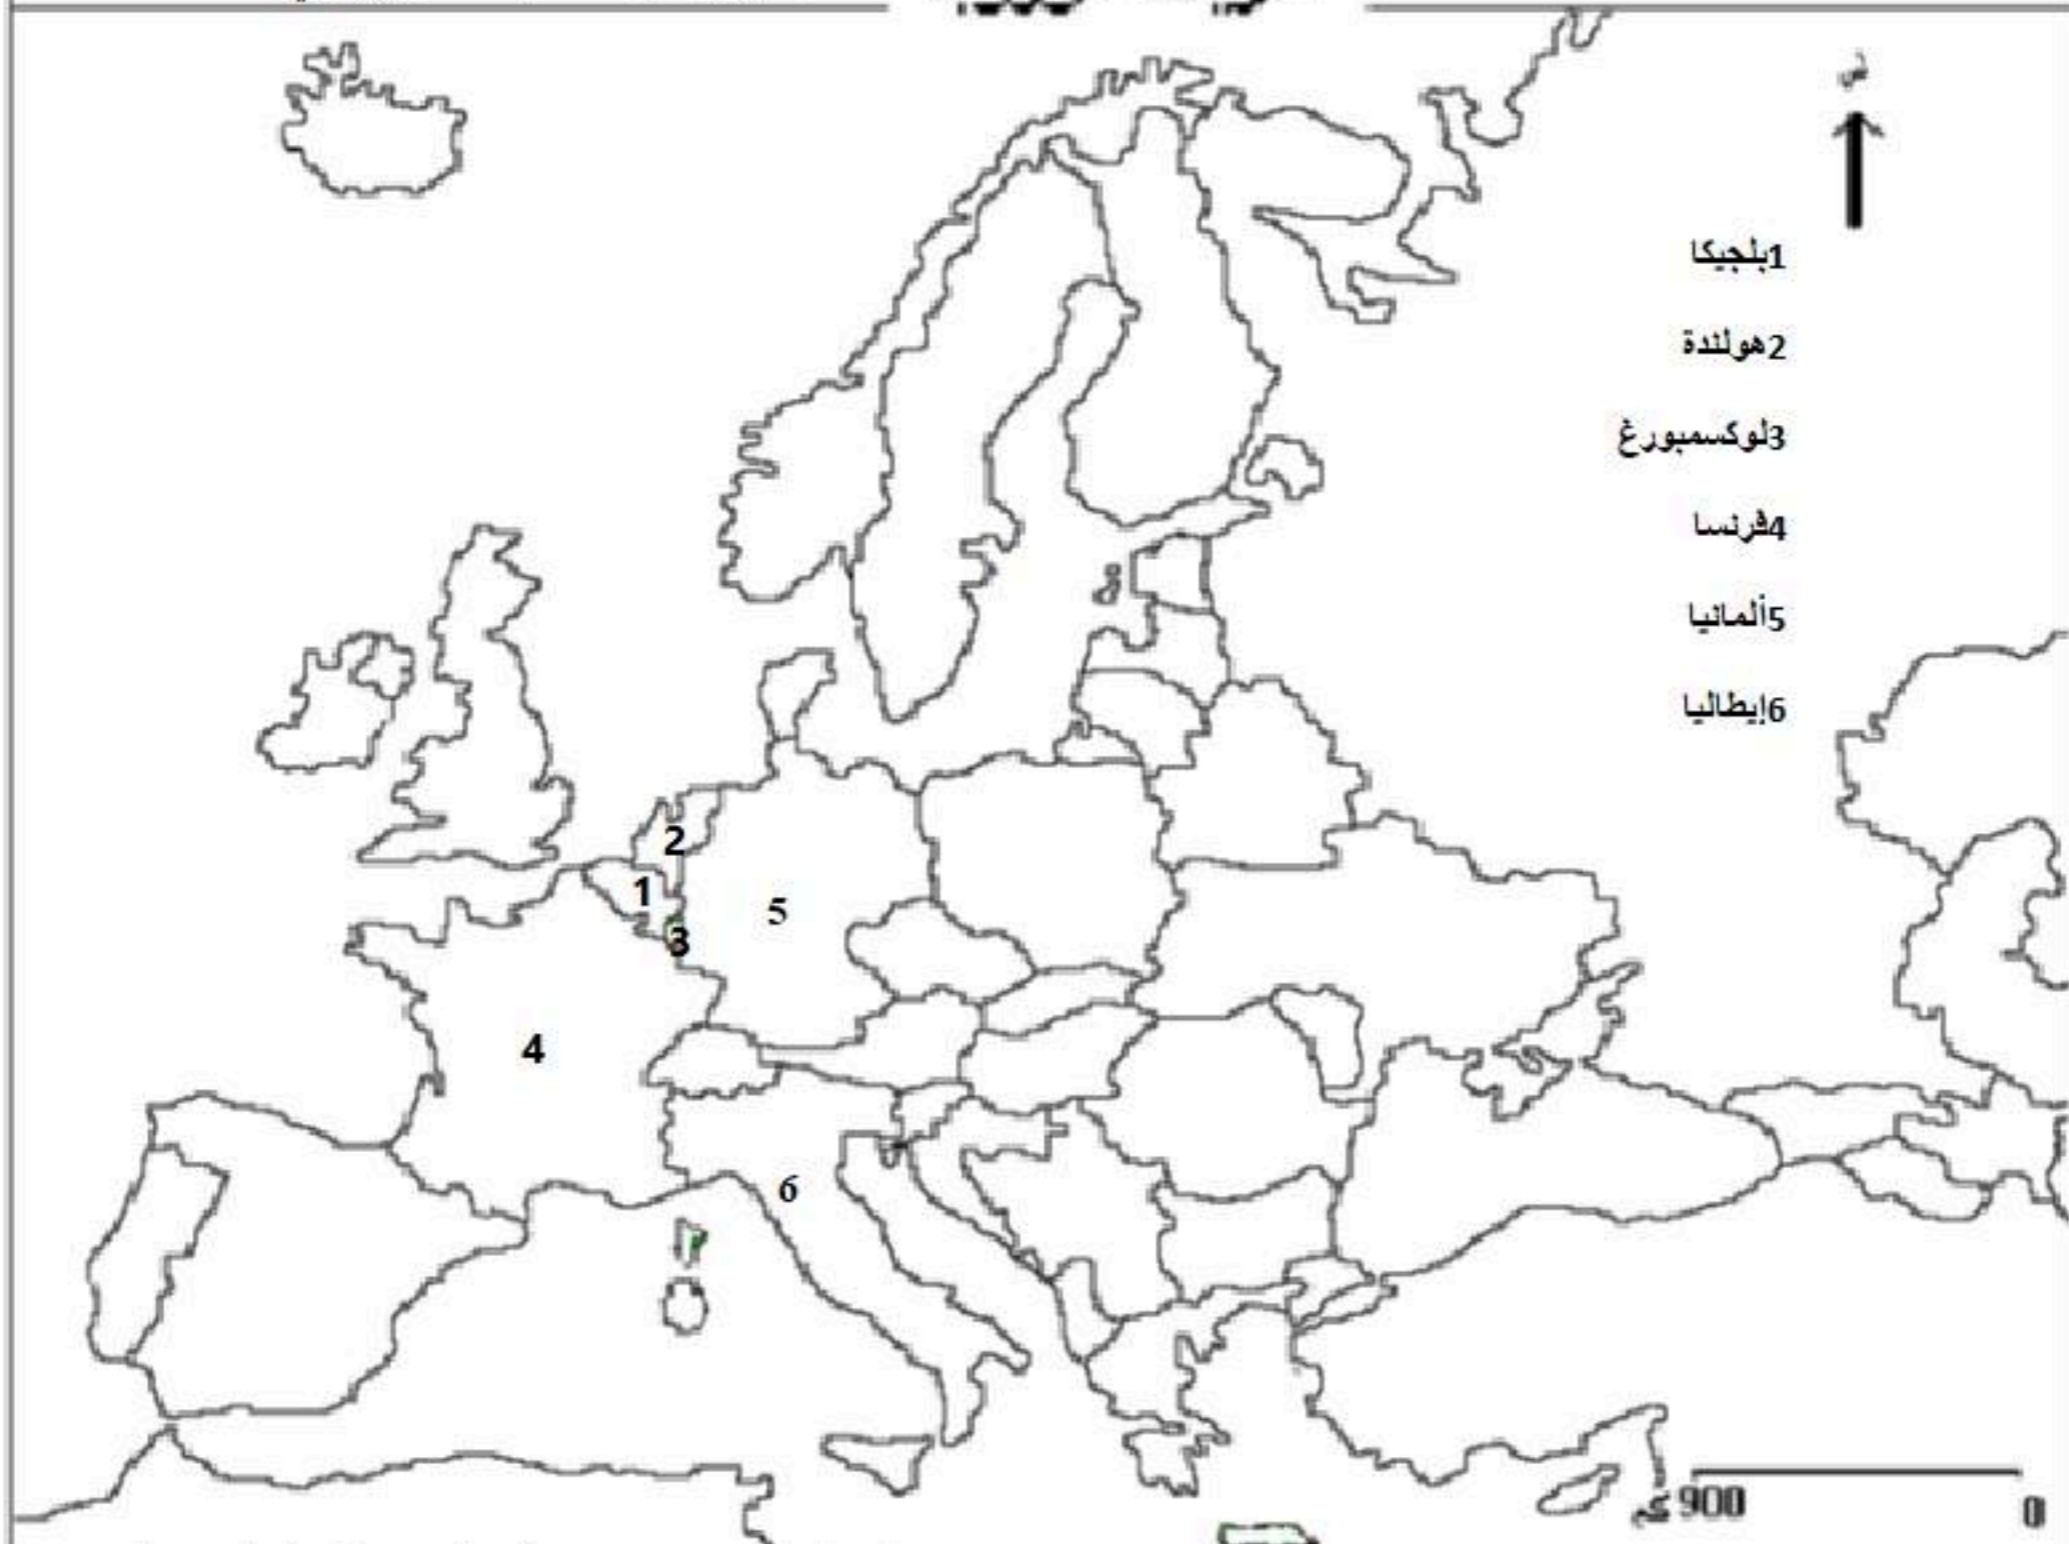 ش
1بلجيكا
2هولندة
3لوكسمبورغ
4فرنسا
5ألمانيا
6إيطاليا
2
1
3
5
4
6
900 كم
0